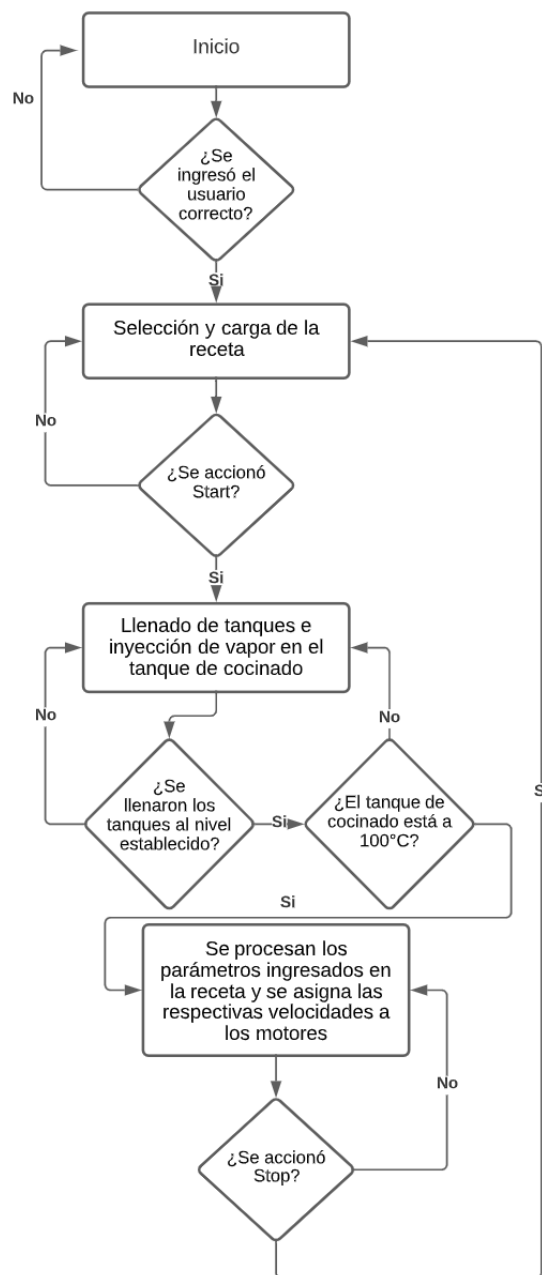 Inicio
No
¿Se
ingresó el
usuario
correcto?
Si
Selección y carga de la
receta
No
¿Se accionó
Start?
Si
Llenado de tanques e
inyección de vapor en el
tanque de cocinado
No
No
¿Se
llenaron los
tanques al nivel
establecido?
Si
¿El tanque de
cocinado está a
100°C?
Si
Se procesan los
parámetros ingresados en
la receta y se asigna las
respectivas velocidades a
los motores
No
¿Se accionó
Stop?